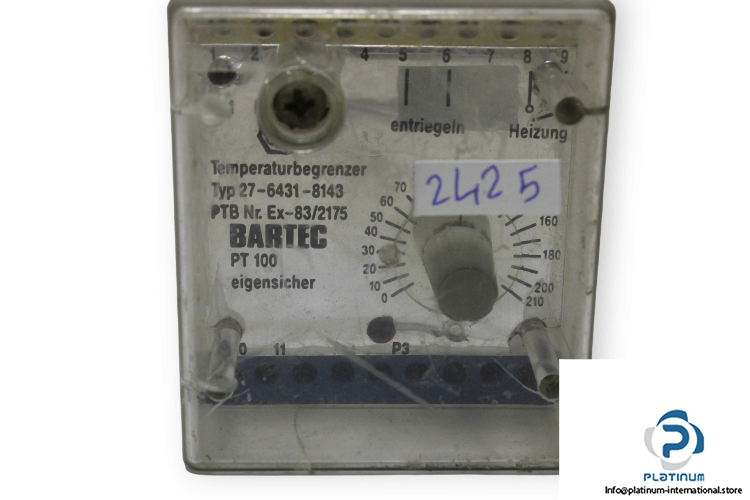 1 2 4 5 6 7 8 9
entriegeln Heizung
Temperaturbegrenzer
Typ 27-6431-8143
PTB Nr. Ex-83/2175
BARTEC
PT 100
eigensicher
2425
70
60
50
40
30
20
10
0
160
180
200
210
0 11 P3
PLATINUM
Info@platinum-international.store